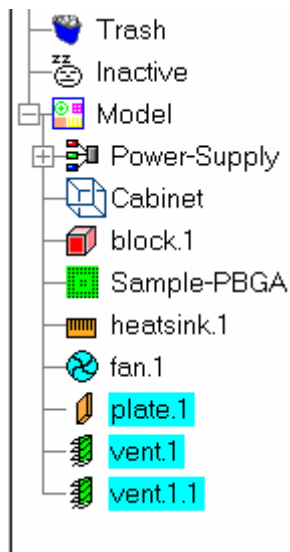 Trash
zz
Inactive
Model
Power-Supply
Cabinet
block.1
Sample-PBGA
heatsink.1
fan.1
plate.1
vent.1
vent.1.1